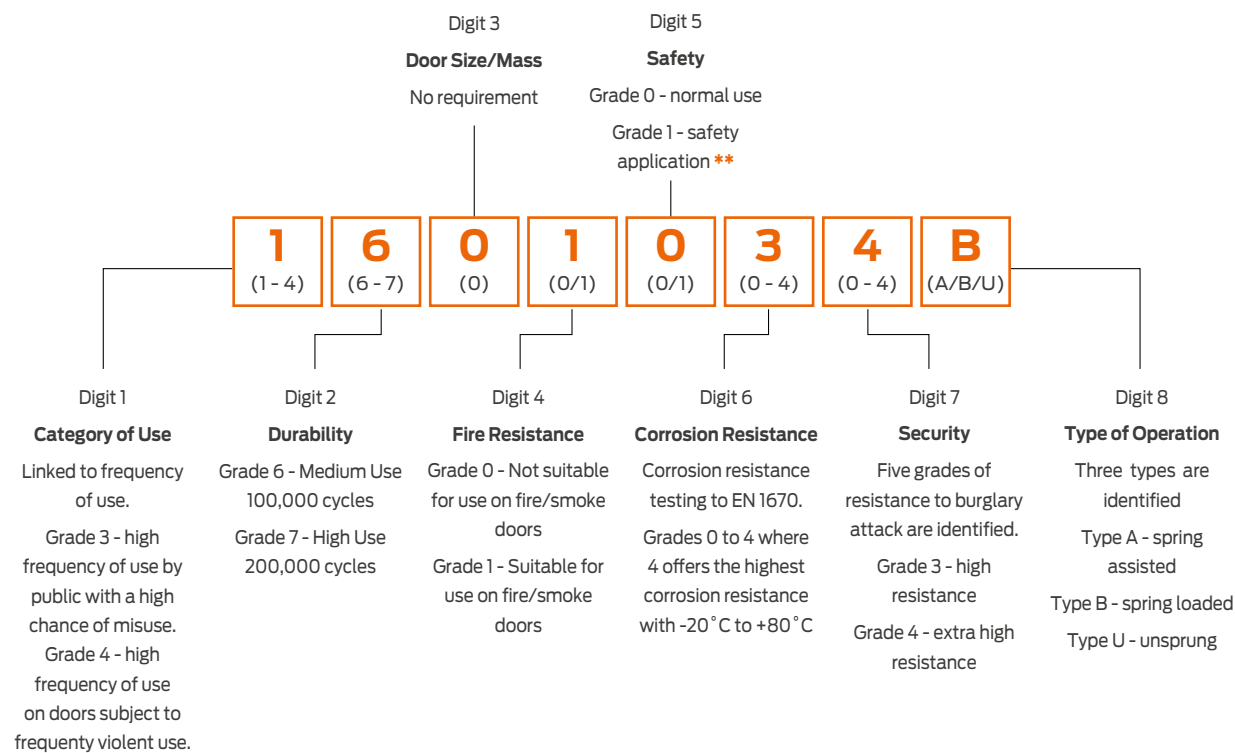 Digit 3
Door Size/Mass
No requirement
Digit 5
Safety
Grade 0 - normal use
Grade 1 - safety
application **
1
(1 - 4)
6
(6 - 7)
0
(0)
1
(0/1)
0
(0/1)
3
(0 - 4)
4
(0 - 4)
B
(A/B/U)
Digit 1
Category of Use
Linked to frequency
of use.
Grade 3 - high
frequency of use by
public with a high
chance of misuse.
Grade 4 - high
frequency of use
on doors subject to
frequenty violent use.
Digit 2
Durability
Grade 6 - Medium Use
100,000 cycles
Grade 7 - High Use
200,000 cycles
Digit 4
Fire Resistance
Grade 0 - Not suitable
for use on fire/smoke
doors
Grade 1 - Suitable for
use on fire/smoke
doors
Digit 6
Corrosion Resistance
Corrosion resistance
testing to EN 1670.
Grades 0 to 4 where
4 offers the highest
corrosion resistance
with -20˚C to +80˚C
Digit 7
Security
Five grades of
resistance to burglary
attack are identified.
Grade 3 - high
resistance
Grade 4 - extra high
resistance
Digit 8
Type of Operation
Three types are
identified
Type A - spring
assisted
Type B - spring loaded
Type U - unsprung